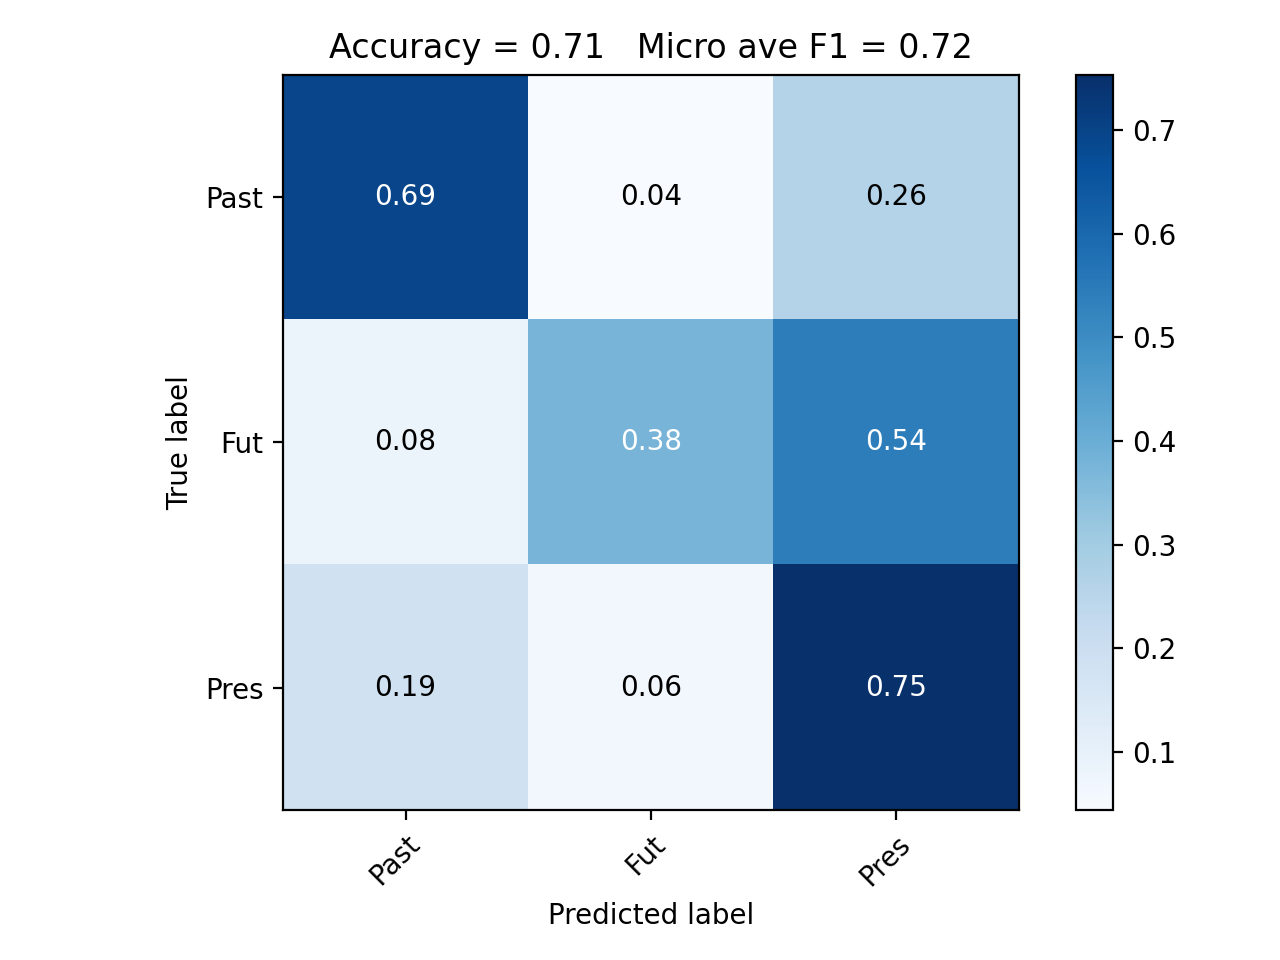 Accuracy = 0.71   Micro ave F1 = 0.72
Past
0.69
0.04
0.26
Fut
0.08
0.38
0.54
Pres
0.19
0.06
0.75
True label
Past
Fut
Pres
Predicted label
0.7
0.6
0.5
0.4
0.3
0.2
0.1